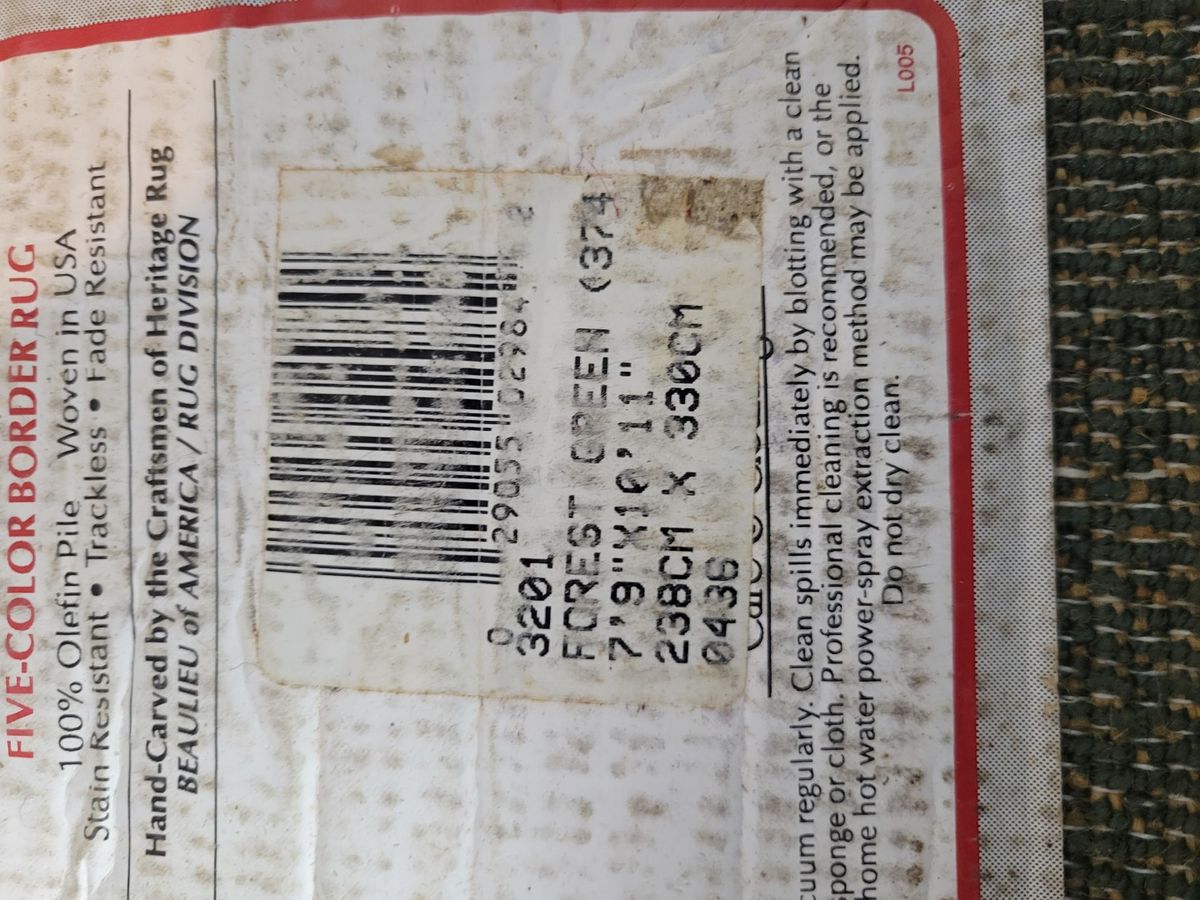 FIVE-COLOR BORDER RUG
100% Olefin Pile Woven in USA
Stain Resistant • Trackless • Fade Resistant
Hand-Carved by the Craftsmen of Heritage Rug
BEAULIEU of AMERICA / RUG DIVISION
0 29055 02984 2
3201
FOREST GREEN (374
7'9"X10'11"
238CM X 330CM
0436
cuum regularly. Clean spills immediately by blotting with a clean
ponge or cloth. Professional cleaning is recommended, or the
home hot water power-spray extraction method may be applied.
Do not dry clean.
L005